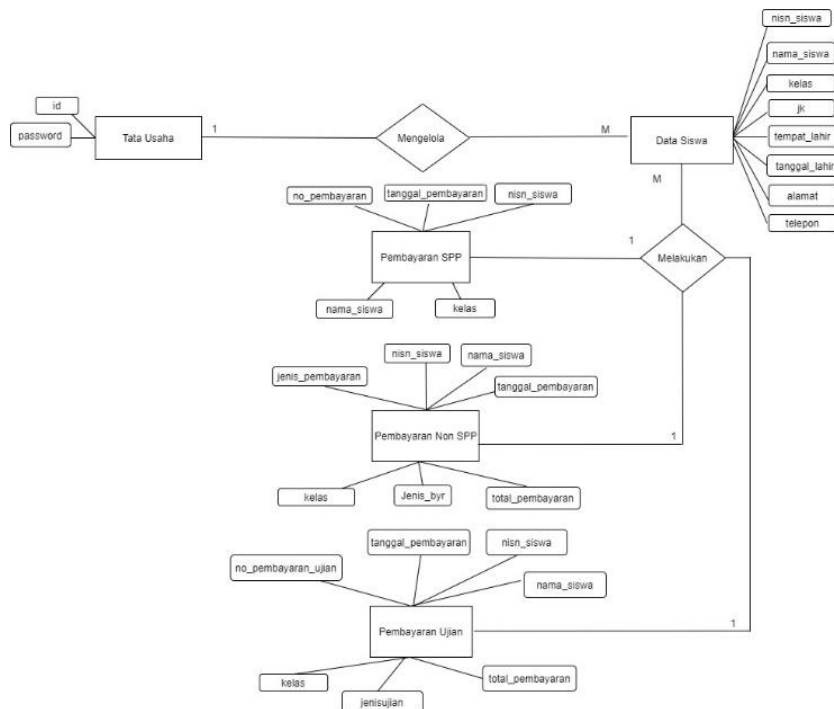 nisn_siswa
nama_siswa
kelas
id
jk
password
Tata Usaha
1
Mengelola
M
Data Siswa
tempat_lahir
tanggal_lahir
M
alamat
telepon
no_pembayaran
tanggal_pembayaran
nisn_siswa
Pembayaran SPP
1
Melakukan
nama_siswa
kelas
nisn_siswa
nama_siswa
jenis_pembayaran
tanggal_pembayaran
Pembayaran Non SPP
1
kelas
Jenis_byr
total_pembayaran
tanggal_pembayaran
nisn_siswa
no_pembayaran_ujian
nama_siswa
Pembayaran Ujian
1
kelas
total_pembayaran
jenisujian